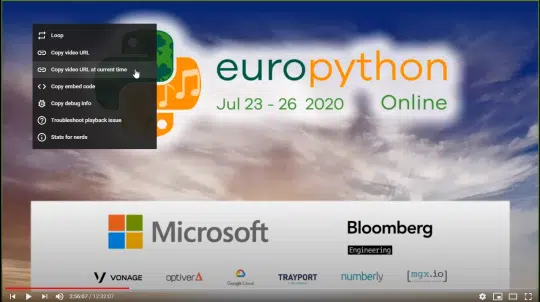 Loop
Copy video URL
Copy video URL at current time
Copy embed code
Copy debug info
Troubleshoot playback issue
Stats for nerds
europython
Jul 23 - 26 2020 Online
Microsoft
Bloomberg
Engineering
VONAGE optiver Google Cloud TRAYPORT numberly [mgx.io]
3:56:07 / 12:32:07